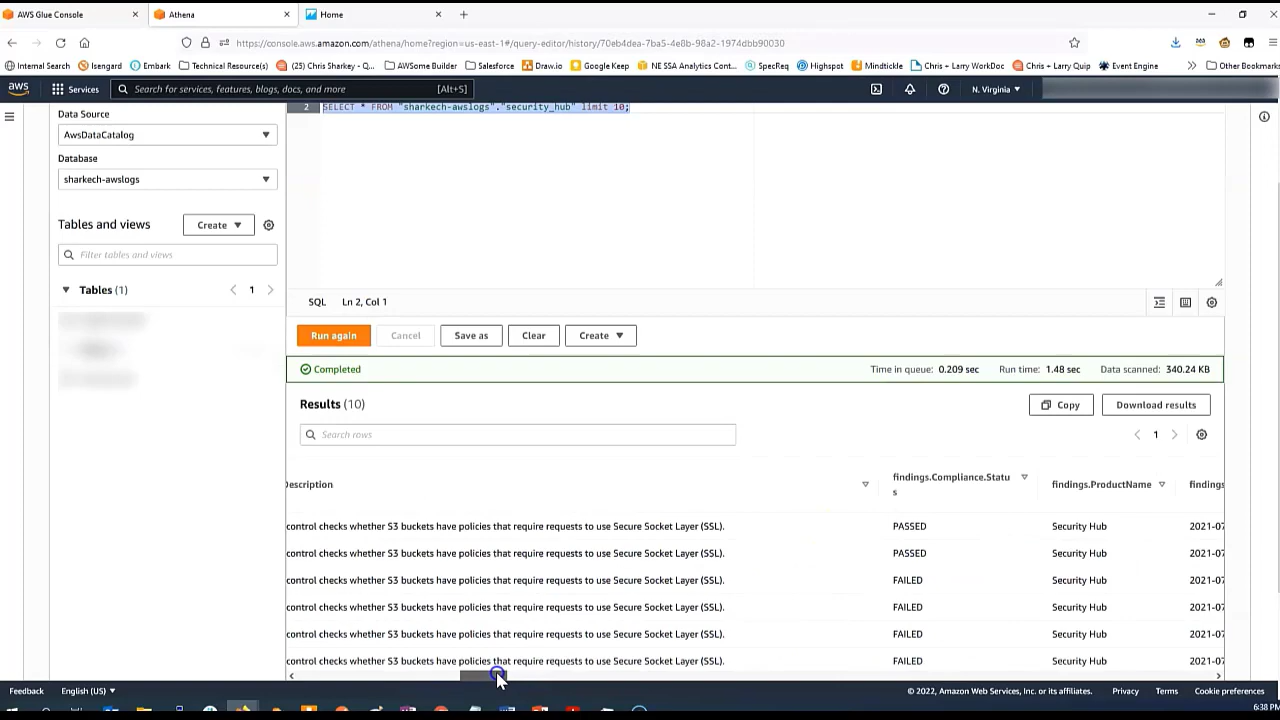 AWS Glue Console
Athena
Home
https://console.aws.amazon.com/athena/home?region=us-east-1#/query-editor/history/70eb4dea-7ba5-4e8b-98a2-1974dbb90030
Internal Search Isengard Embark Technical Resource(s) (25) Chris Sharkey - Q... AWSome Builder Salesforce Draw.io Google Keep NE SSA Analytics Cont... SpecReq Highspot Mindtickle Chris + Larry WorkDoc Chris + Larry Quip Event Engine Other Bookmarks
aws Services Search for services, features, blogs, docs, and more [Alt+S] N. Virginia
2 SELECT * FROM "sharkech-awslogs"."security_hub" limit 10;
Data Source
AwsDataCatalog
Database
sharkech-awslogs
Tables and views Create
Filter tables and views
Tables (1) 1
SQL Ln 2, Col 1
Run again Cancel Save as Clear Create
Completed Time in queue: 0.209 sec Run time: 1.48 sec Data scanned: 340.24 KB
Results (10) Copy Download results
Search rows 1
Description findings.Compliance.Statu
s findings.ProductName findings
control checks whether S3 buckets have policies that require requests to use Secure Socket Layer (SSL). PASSED Security Hub 2021-07
control checks whether S3 buckets have policies that require requests to use Secure Socket Layer (SSL). PASSED Security Hub 2021-07
control checks whether S3 buckets have policies that require requests to use Secure Socket Layer (SSL). FAILED Security Hub 2021-07
control checks whether S3 buckets have policies that require requests to use Secure Socket Layer (SSL). FAILED Security Hub 2021-07
control checks whether S3 buckets have policies that require requests to use Secure Socket Layer (SSL). FAILED Security Hub 2021-07
control checks whether S3 buckets have policies that require requests to use Secure Socket Layer (SSL). FAILED Security Hub 2021-07
Feedback English (US) © 2022, Amazon Web Services, Inc. or its affiliates. Privacy Terms Cookie preferences
6:38 PM